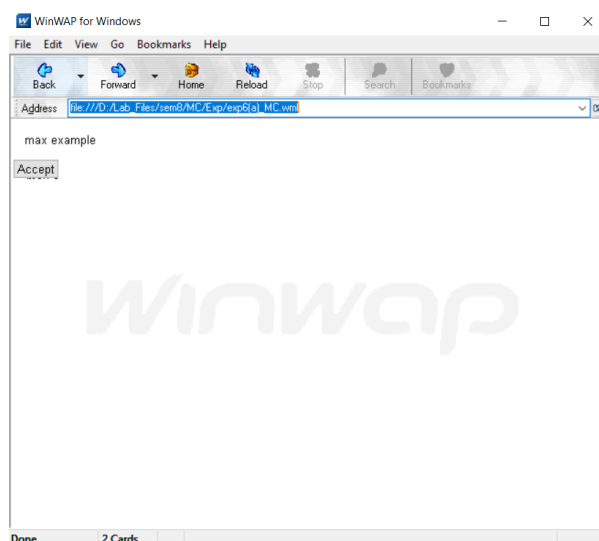 WinWAP for Windows
File Edit View Go Bookmarks Help
Back Forward Home Reload Stop Search Bookmarks
Address file:///D:/Lab_Files/sem8/MC/Exp/exp6(a)_MC.wml
max example
Accept
Winwap
Done 2 Cards